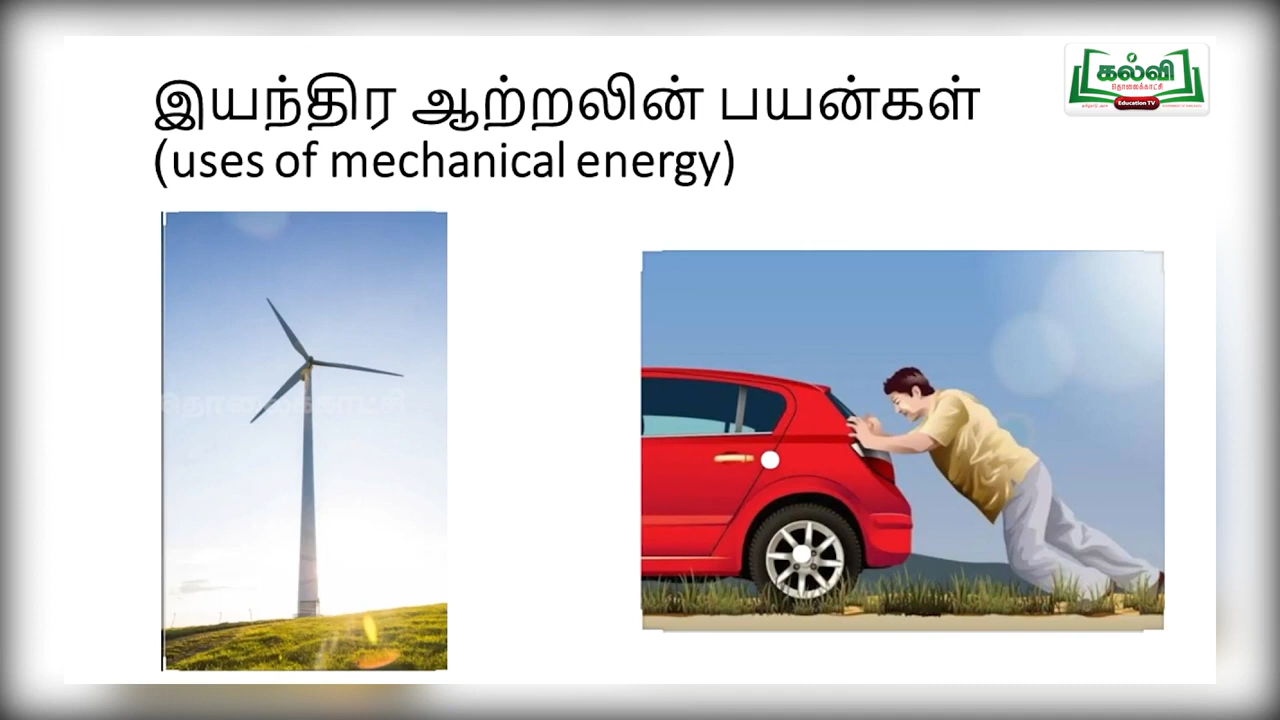 இயந்திர ஆற்றலின் பயன்கள்
(uses of mechanical energy)
கல்வி
தொலைக்காட்சி
Education TV